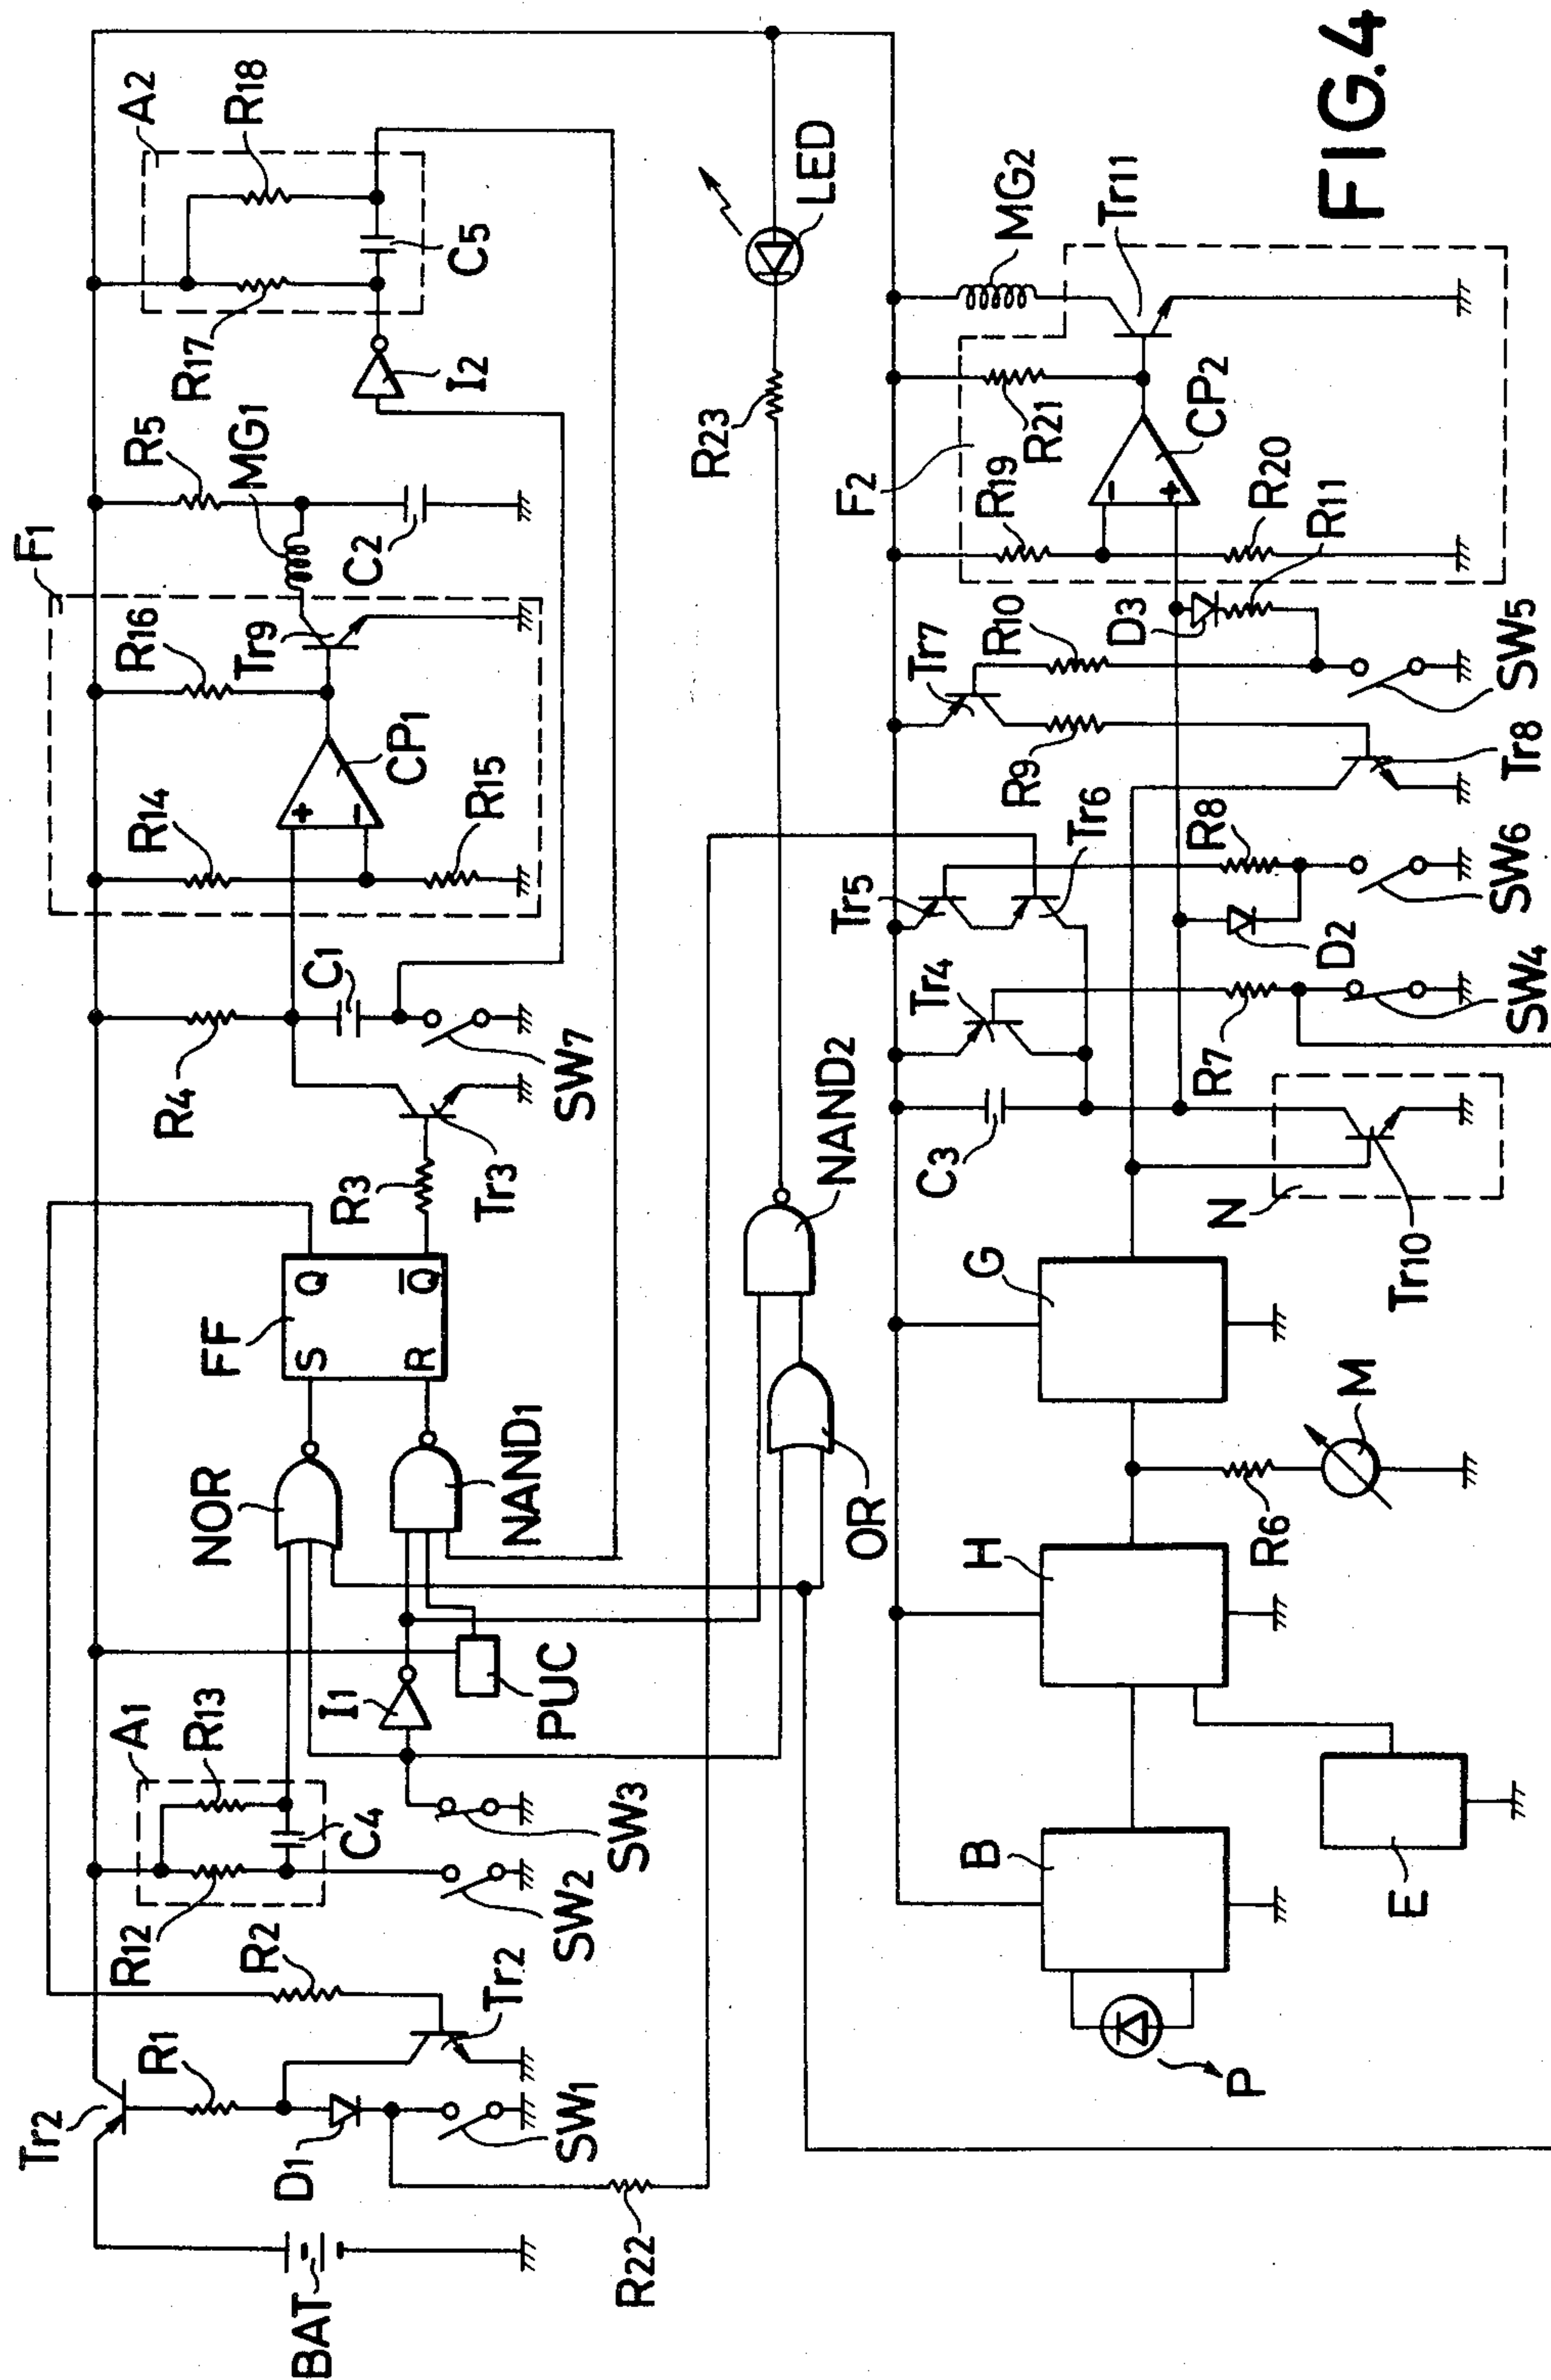 F1
A2
R18
R5
MG1
R16
Tr9
R17
C5
I2
C2
R14
CP1
R15
R4
C1
SW7
Tr3
R3
FF
S
Q
R
Q̅
NOR
NAND1
A1
R13
I1
PUC
C4
SW3
R12
SW2
R2
Tr2
Tr2
R1
D1
SW1
BAT
R22
LED
R23
NAND2
OR
MG2
Tr11
F2
R21
CP2
R19
R20
R11
D3
R10
Tr7
SW5
R9
Tr8
Tr5
Tr6
R8
SW6
Tr4
D2
R7
SW4
C3
N
Tr10
G
M
R6
H
B
E
P
+
-
-
+
FIG.4